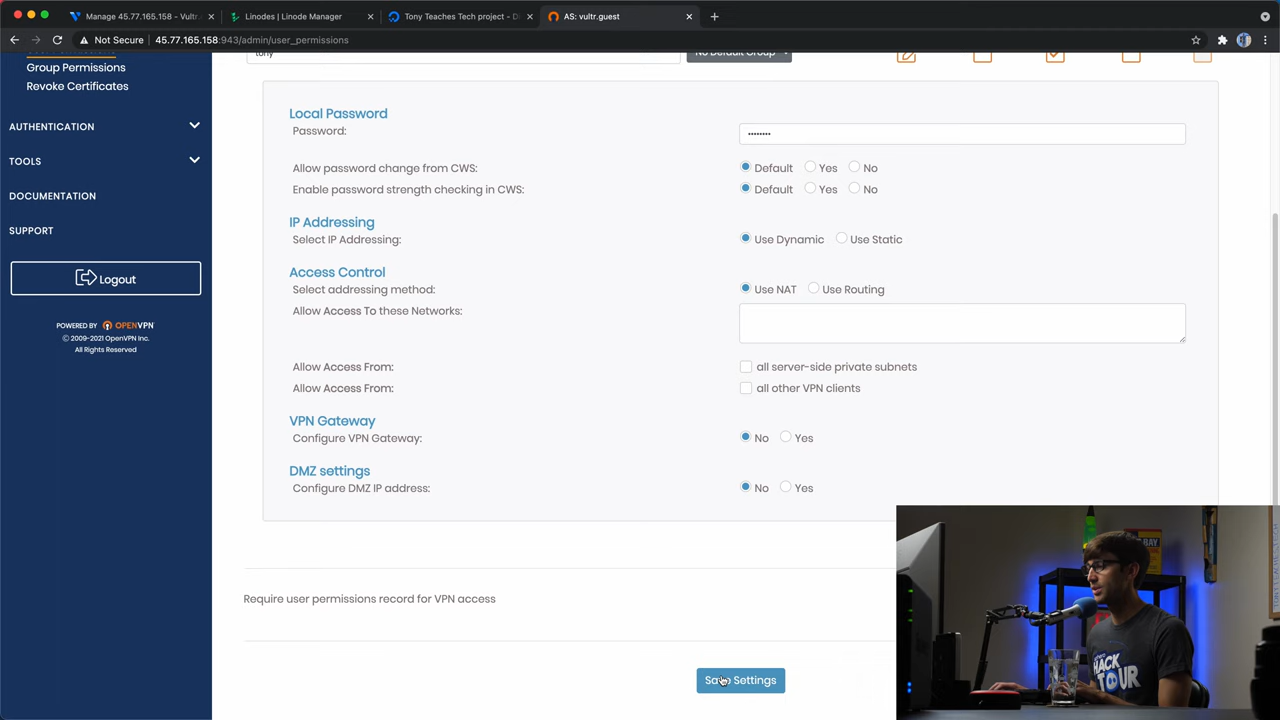 Manage 45.77.165.158 - Vultr.
Linodes | Linode Manager
Tony Teaches Tech project - D
AS: vultr.guest
Not Secure
45.77.165.158:943/admin/user_permissions
Group Permissions
Revoke Certificates
AUTHENTICATION
TOOLS
DOCUMENTATION
SUPPORT
Logout
POWERED BY OPENVPN
© 2009-2021 OpenVPN Inc.
All Rights Reserved
tony
No Default Group
Local Password
Password:
••••••••
Allow password change from CWS:
Default Yes No
Enable password strength checking in CWS:
Default Yes No
IP Addressing
Select IP Addressing:
Use Dynamic Use Static
Access Control
Select addressing method:
Use NAT Use Routing
Allow Access To these Networks:
Allow Access From:
all server-side private subnets
Allow Access From:
all other VPN clients
VPN Gateway
Configure VPN Gateway:
No Yes
DMZ settings
Configure DMZ IP address:
No Yes
Require user permissions record for VPN access
Save Settings
HACK
TOUR